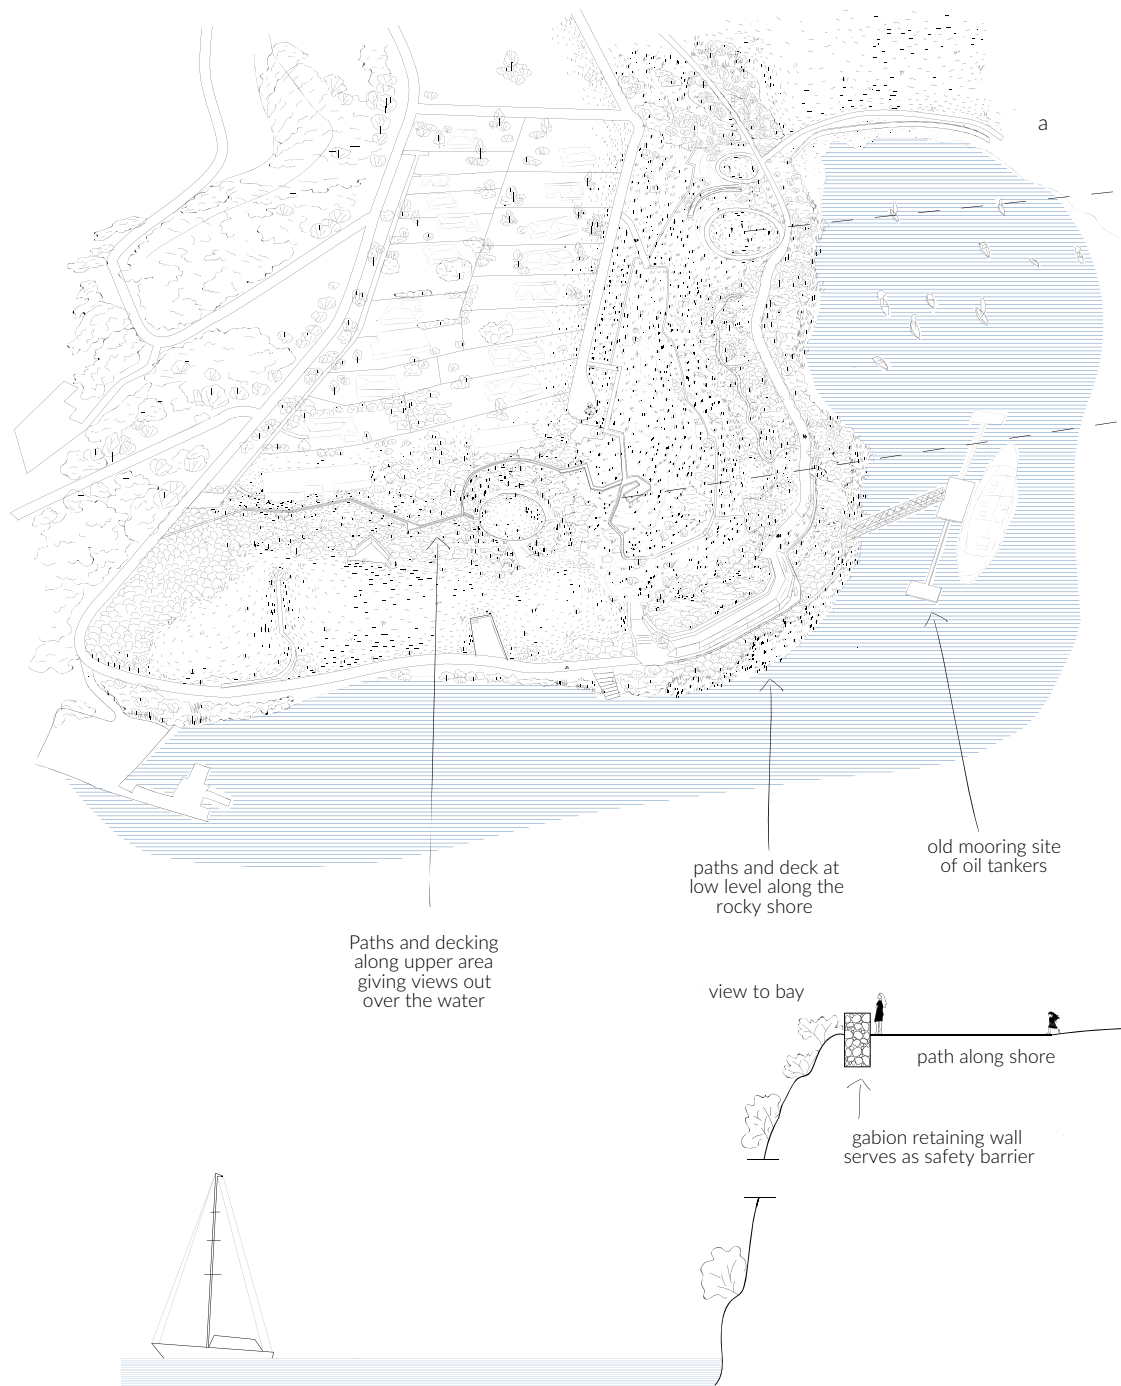 a
old mooring site
of oil tankers
paths and deck at
low level along the
rocky shore
Paths and decking
along upper area
giving views out
over the water
view to bay
path along shore
gabion retaining wall
serves as safety barrier